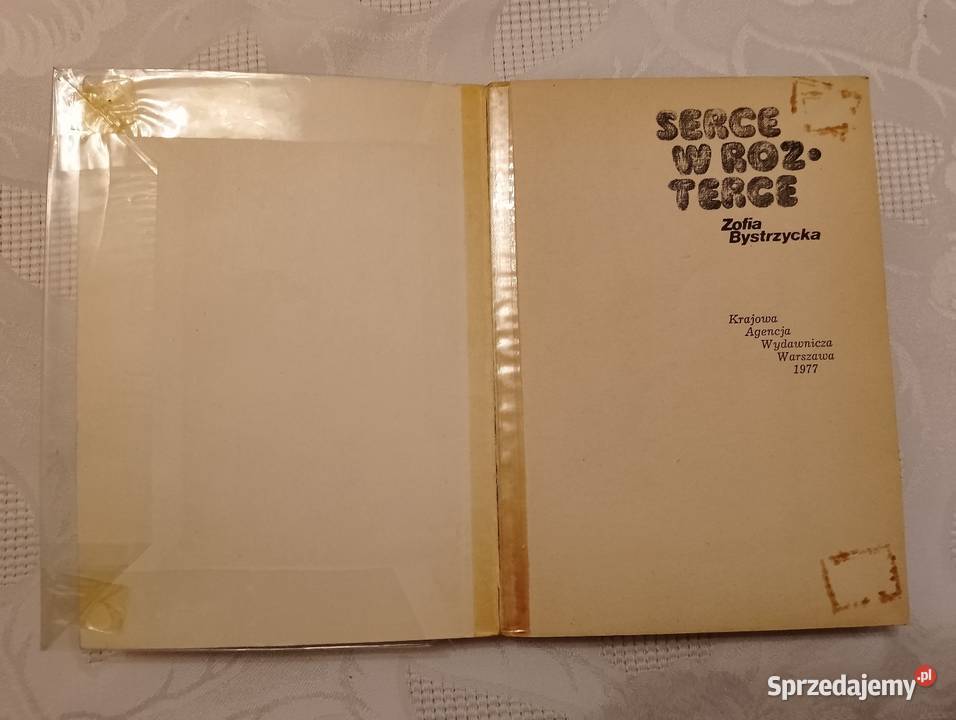 SERCE
W ROZ•
TERCE
Zofia
Bystrzycka
Krajowa
Agencja
Wydawnicza
Warszawa
1977
Sprzedajemy.pl